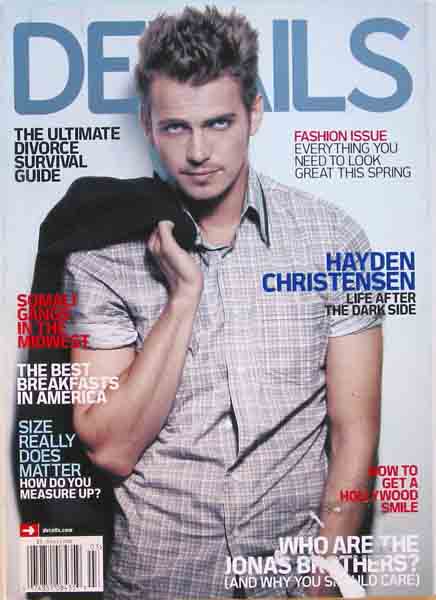 DETAILS
THE ULTIMATE
DIVORCE
SURVIVAL
GUIDE
FASHION ISSUE
EVERYTHING YOU
NEED TO LOOK
GREAT THIS SPRING
HAYDEN
CHRISTENSEN
LIFE AFTER
THE DARK SIDE
SOMALI
GANGS
IN THE
MIDWEST
THE BEST
BREAKFASTS
IN AMERICA
SIZE
REALLY
DOES
MATTER
HOW DO YOU
MEASURE UP?
HOW TO
GET A
HOLLYWOOD
SMILE
details.com
WHO ARE THE
JONAS BROTHERS?
(AND WHY YOU SHOULD CARE)